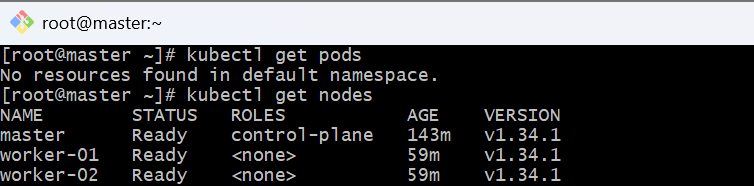 root@master:~
[root@master ~]# kubectl get pods
No resources found in default namespace.
[root@master ~]# kubectl get nodes
NAME        STATUS   ROLES           AGE    VERSION
master      Ready    control-plane   143m   v1.34.1
worker-01   Ready    <none>          59m    v1.34.1
worker-02   Ready    <none>          59m    v1.34.1